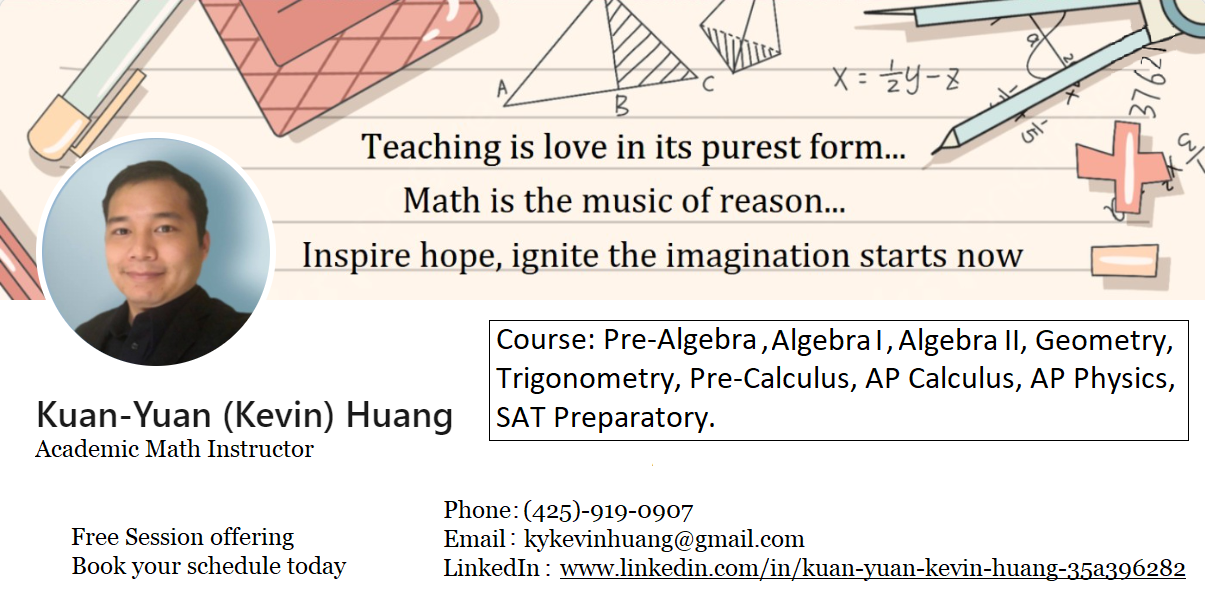 A
B
C
X = ½y - z
37621
Teaching is love in its purest form...
Math is the music of reason...
Inspire hope, ignite the imagination starts now
Course: Pre-Algebra, Algebra I, Algebra II, Geometry,
Trigonometry, Pre-Calculus, AP Calculus, AP Physics,
SAT Preparatory.
Kuan-Yuan (Kevin) Huang
Academic Math Instructor
Free Session offering
Book your schedule today
Phone: (425)-919-0907
Email: kykevinhuang@gmail.com
LinkedIn: www.linkedin.com/in/kuan-yuan-kevin-huang-35a396282